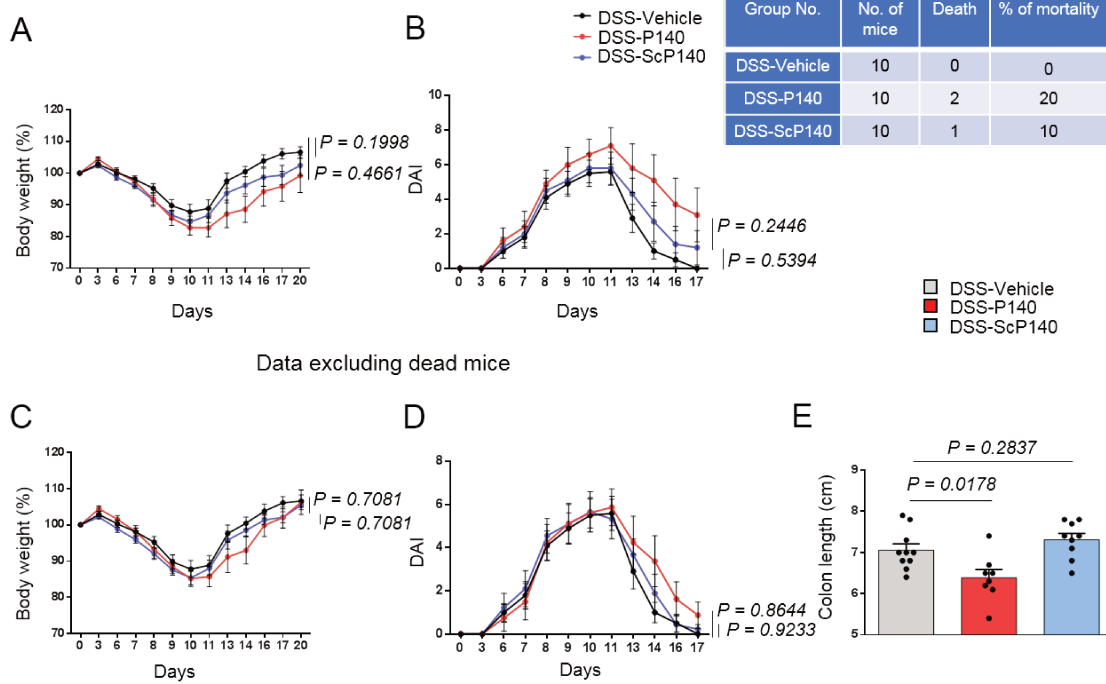 A
B
DSS-Vehicle
DSS-P140
DSS-ScP140
Group No. No. of mice Death % of mortality
DSS-Vehicle 10 0 0
DSS-P140 10 2 20
DSS-ScP140 10 1 10
Body weight (%)
120
110
100
90
80
70
0 3 6 7 8 9 10 11 13 14 16 17 20
Days
P = 0.1998
P = 0.4661
DAI
10
8
6
4
2
0
0 3 6 7 8 9 10 11 13 14 16 17
Days
P = 0.2446
P = 0.5394
DSS-Vehicle
DSS-P140
DSS-ScP140
Data excluding dead mice
C
D
E
Body weight (%)
120
110
100
90
80
70
0 3 6 7 8 9 10 11 13 14 16 17 20
Days
P = 0.7081
P = 0.7081
DAI
8
6
4
2
0
0 3 6 7 8 9 10 11 13 14 16 17
Days
P = 0.8644
P = 0.9233
P = 0.2837
P = 0.0178
Colon length (cm)
9
8
7
6
5